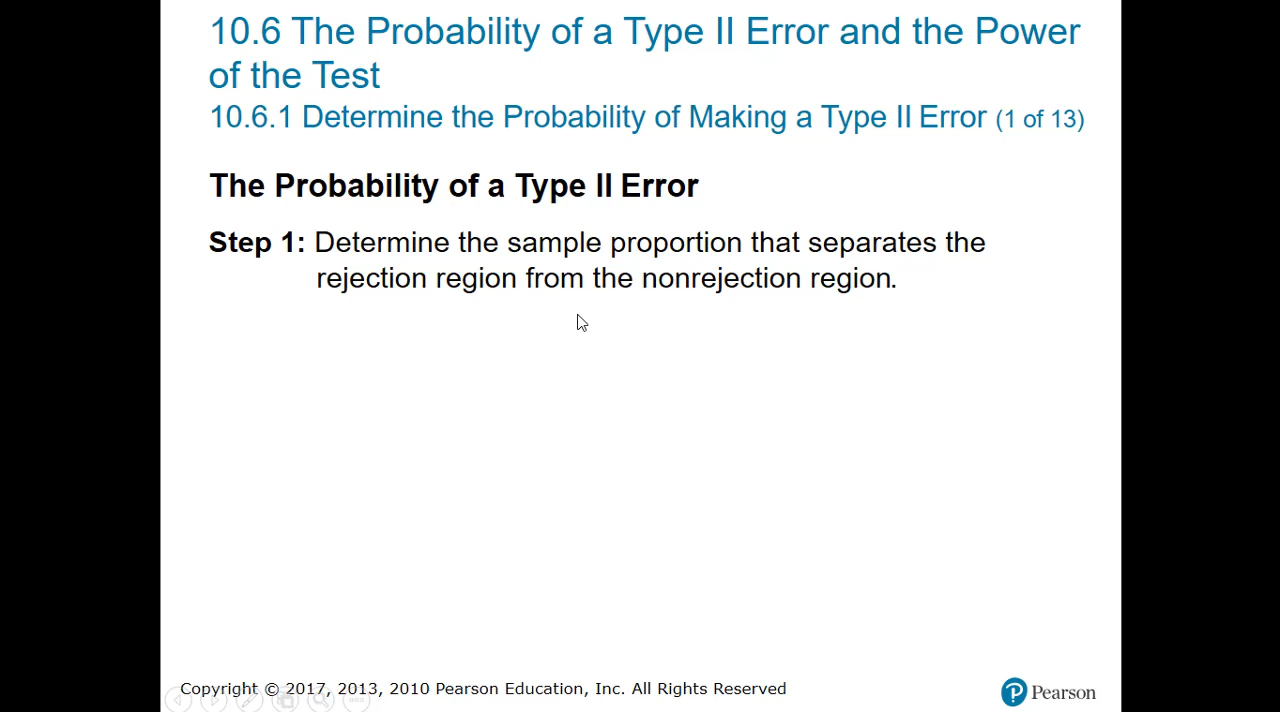 10.6 The Probability of a Type II Error and the Power
of the Test
10.6.1 Determine the Probability of Making a Type II Error (1 of 13)
The Probability of a Type II Error
Step 1: Determine the sample proportion that separates the
rejection region from the nonrejection region.
Copyright © 2017, 2013, 2010 Pearson Education, Inc. All Rights Reserved
Pearson